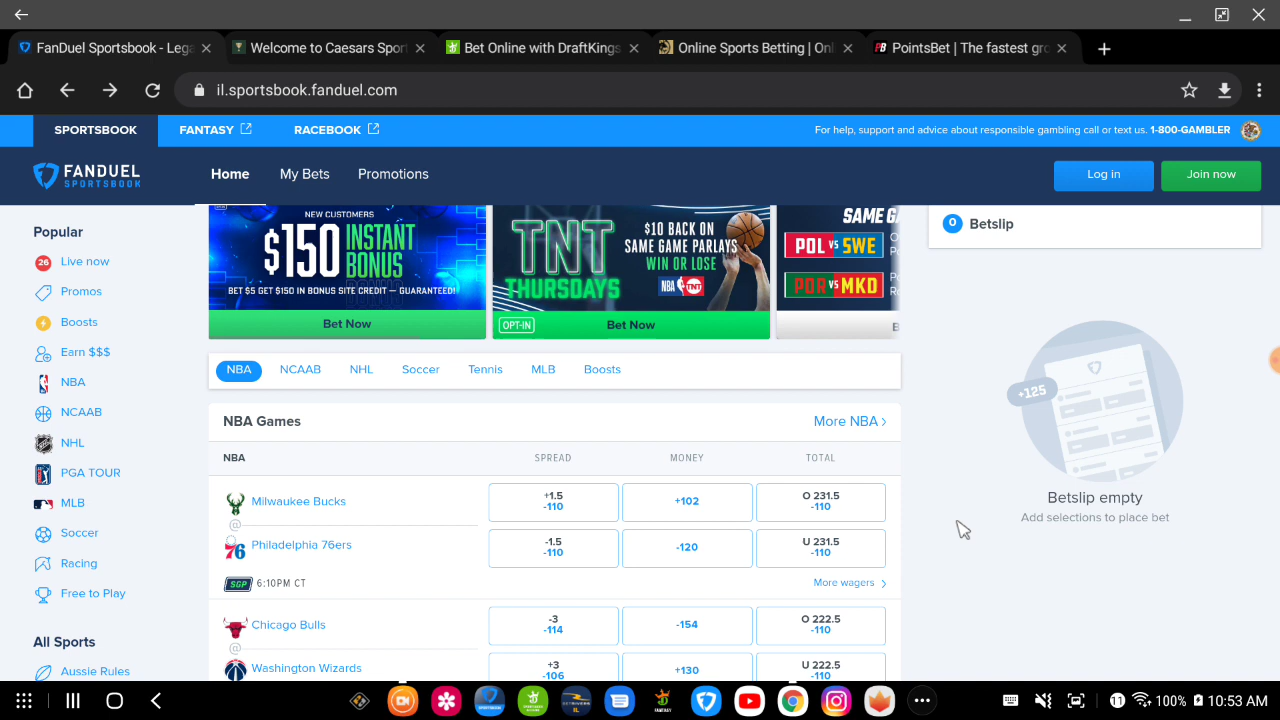 FanDuel Sportsbook - Lega
Welcome to Caesars Sport
Bet Online with DraftKings
Online Sports Betting | Onl
PB PointsBet | The fastest gro
il.sportsbook.fanduel.com
SPORTSBOOK FANTASY RACEBOOK
For help, support and advice about responsible gambling call or text us. 1-800-GAMBLER
FANDUEL
SPORTSBOOK
Home My Bets Promotions
Log in Join now
Popular
26 Live now
Promos
Boosts
Earn $$$
NBA
NCAAB
NHL
PGA TOUR
MLB
Soccer
Racing
Free to Play
All Sports
Aussie Rules
NEW CUSTOMERS
$150 INSTANT
BONUS
BET $5 GET $150 IN BONUS SITE CREDIT — GUARANTEED!
Bet Now
TNT
THURSDAYS
$10 BACK ON
SAME GAME PARLAYS
WIN OR LOSE
NBA TNT
OPT-IN Bet Now
SAME G
POL VS SWE
POR VS MKD
NBA NCAAB NHL Soccer Tennis MLB Boosts
NBA Games More NBA
NBA SPREAD MONEY TOTAL
Milwaukee Bucks
+1.5
-110
+102
O 231.5
-110
@
76 Philadelphia 76ers
-1.5
-110
-120
U 231.5
-110
SGP 6:10PM CT More wagers
Chicago Bulls
-3
-114
-154
O 222.5
-110
@
Washington Wizards
+3
-106
+130
U 222.5
-110
0 Betslip
+125
Betslip empty
Add selections to place bet
11 100% 10:53 AM